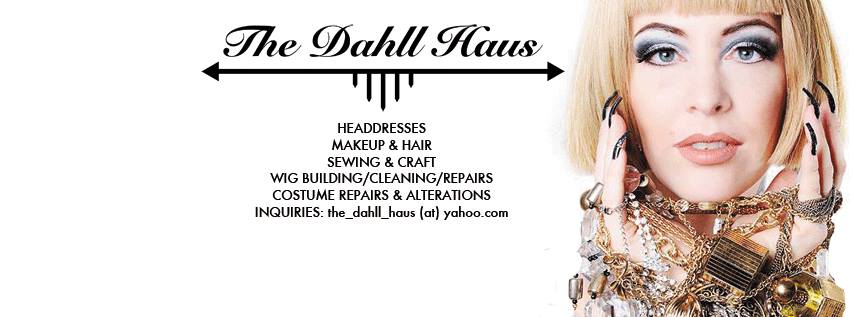 The Dahll Haus
HEADDRESSES
MAKEUP & HAIR
SEWING & CRAFT
WIG BUILDING/CLEANING/REPAIRS
COSTUME REPAIRS & ALTERATIONS
INQUIRIES: the_dahll_haus (at) yahoo.com